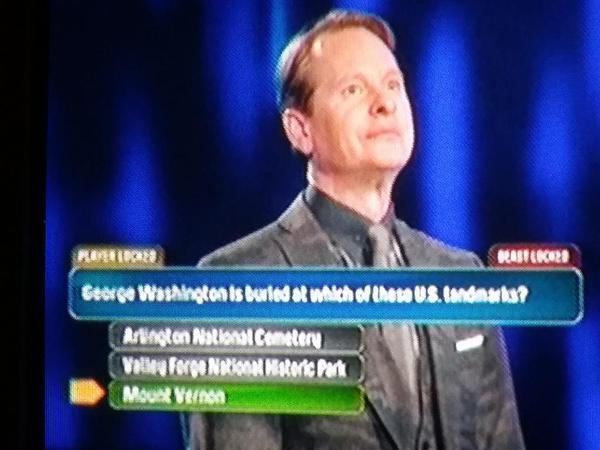 PLAYER LOCKED
BEAST LOCKED
George Washington is buried at which of these U.S. landmarks?
Arlington National Cemetery
Valley Forge National Historic Park
Mount Vernon